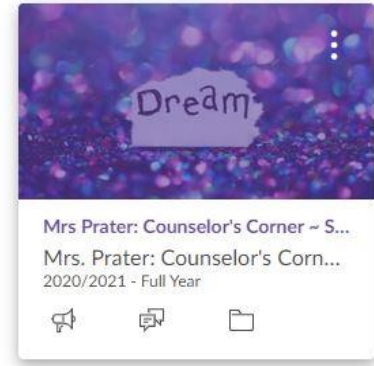 Dream
Mrs Prater: Counselor's Corner ~ S...
Mrs. Prater: Counselor's Corn...
2020/2021 - Full Year